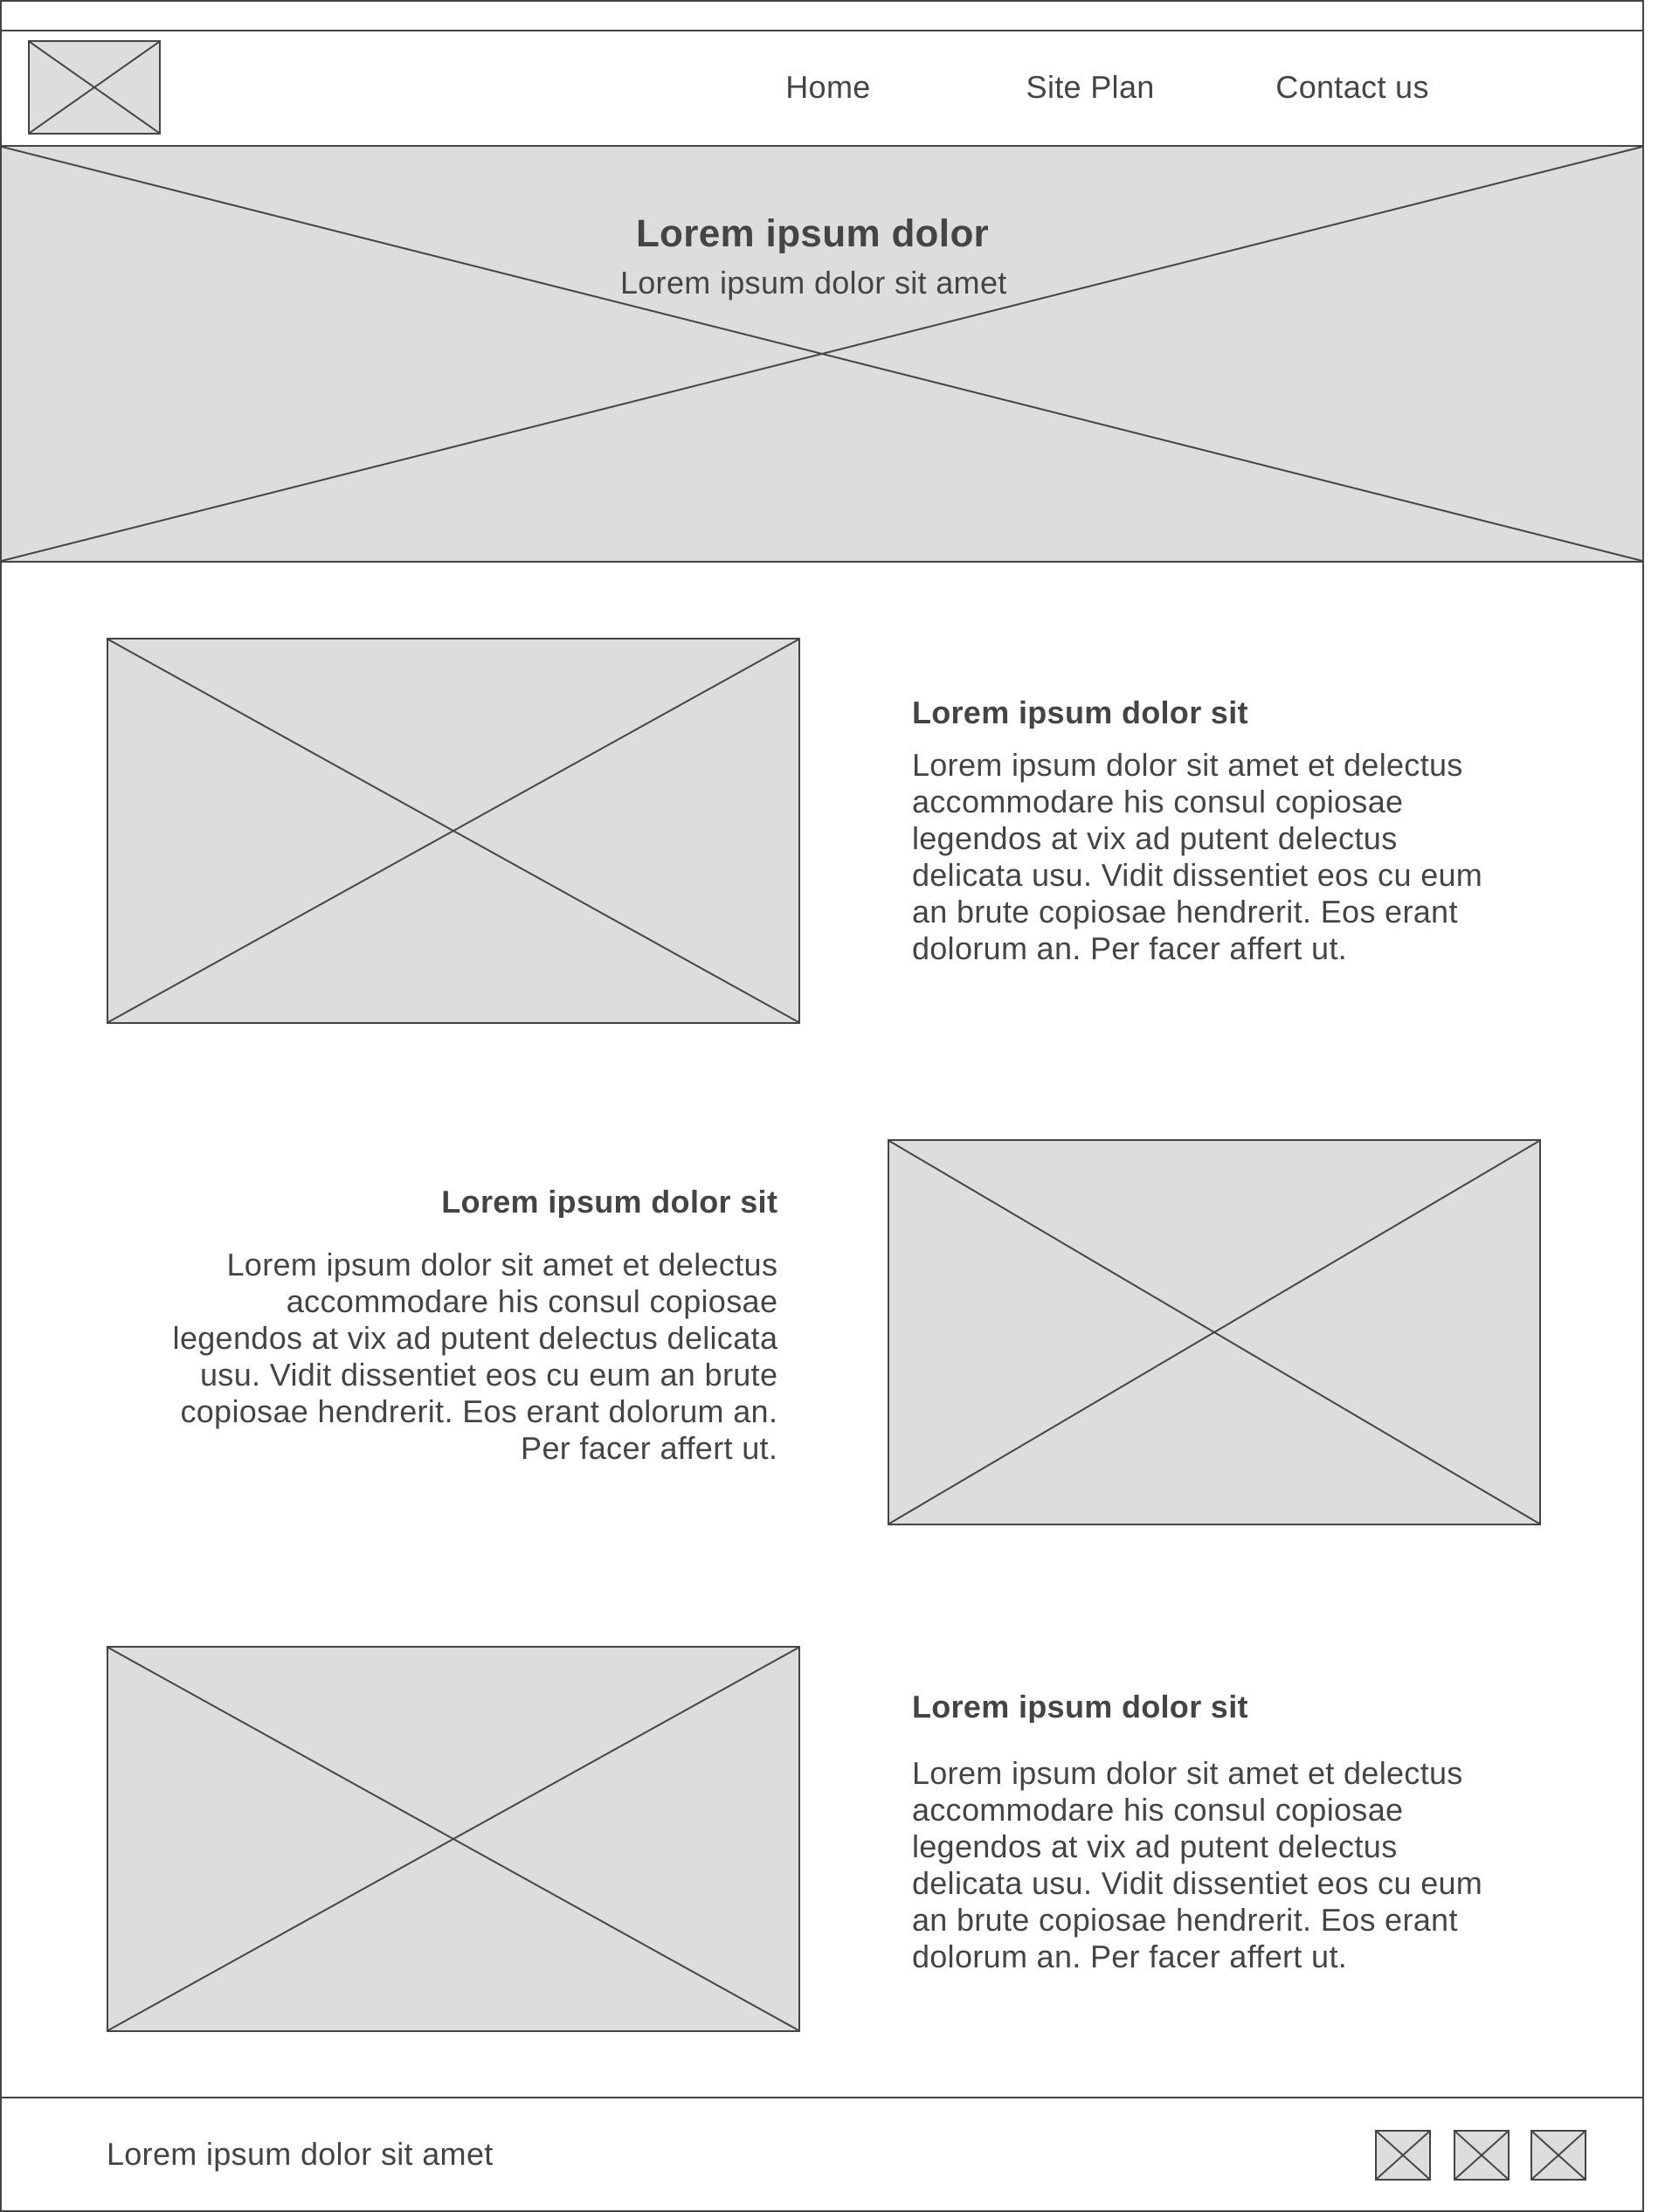 Home Site Plan Contact us
Lorem ipsum dolor
Lorem ipsum dolor sit amet
Lorem ipsum dolor sit
Lorem ipsum dolor sit amet et delectus
accommodare his consul copiosae
legendos at vix ad putent delectus
delicata usu. Vidit dissentiet eos cu eum
an brute copiosae hendrerit. Eos erant
dolorum an. Per facer affert ut.
Lorem ipsum dolor sit
Lorem ipsum dolor sit amet et delectus
accommodare his consul copiosae
legendos at vix ad putent delectus delicata
usu. Vidit dissentiet eos cu eum an brute
copiosae hendrerit. Eos erant dolorum an.
Per facer affert ut.
Lorem ipsum dolor sit
Lorem ipsum dolor sit amet et delectus
accommodare his consul copiosae
legendos at vix ad putent delectus
delicata usu. Vidit dissentiet eos cu eum
an brute copiosae hendrerit. Eos erant
dolorum an. Per facer affert ut.
Lorem ipsum dolor sit amet